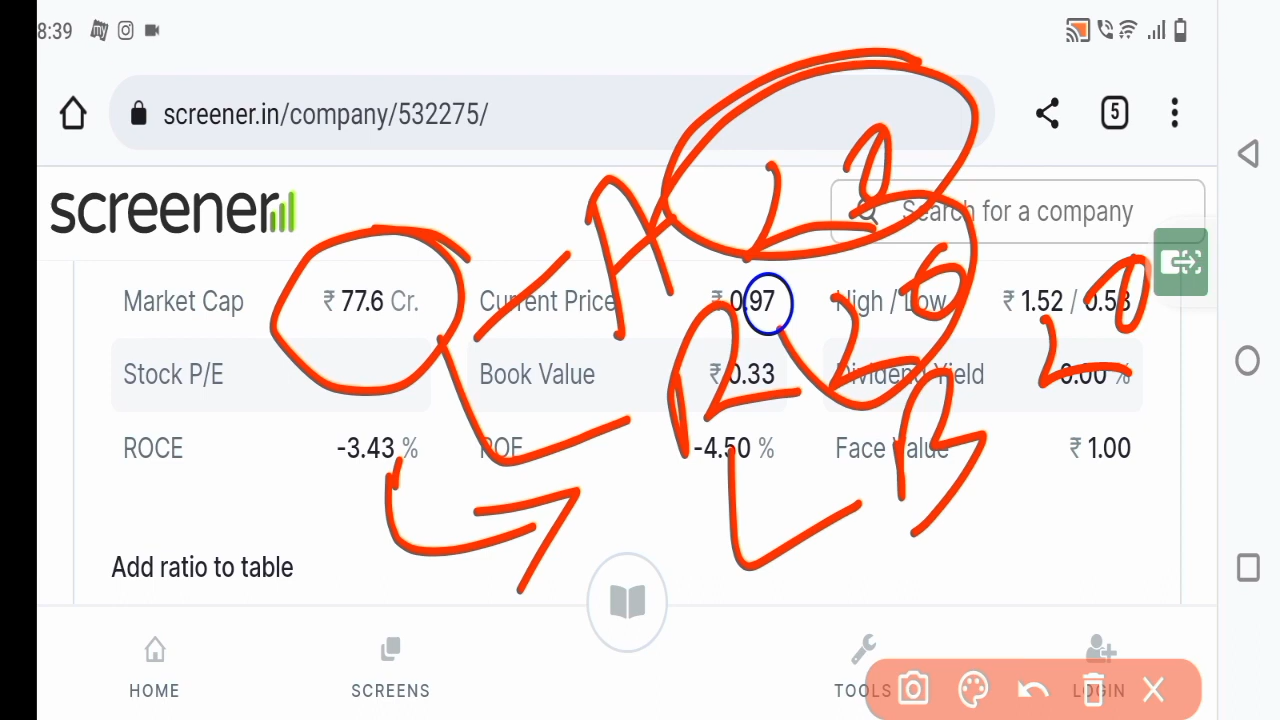 8:39
screener.in/company/532275/
5
screener
Search for a company
Market Cap ₹ 77.6 Cr. Current Price ₹ 0.97 High / Low ₹ 1.52 / 0.53
Stock P/E Book Value ₹ 0.33 Dividend Yield 0.00 %
ROCE -3.43 % ROE -4.50 % Face Value ₹ 1.00
Add ratio to table
HOME SCREENS TOOLS LOGIN